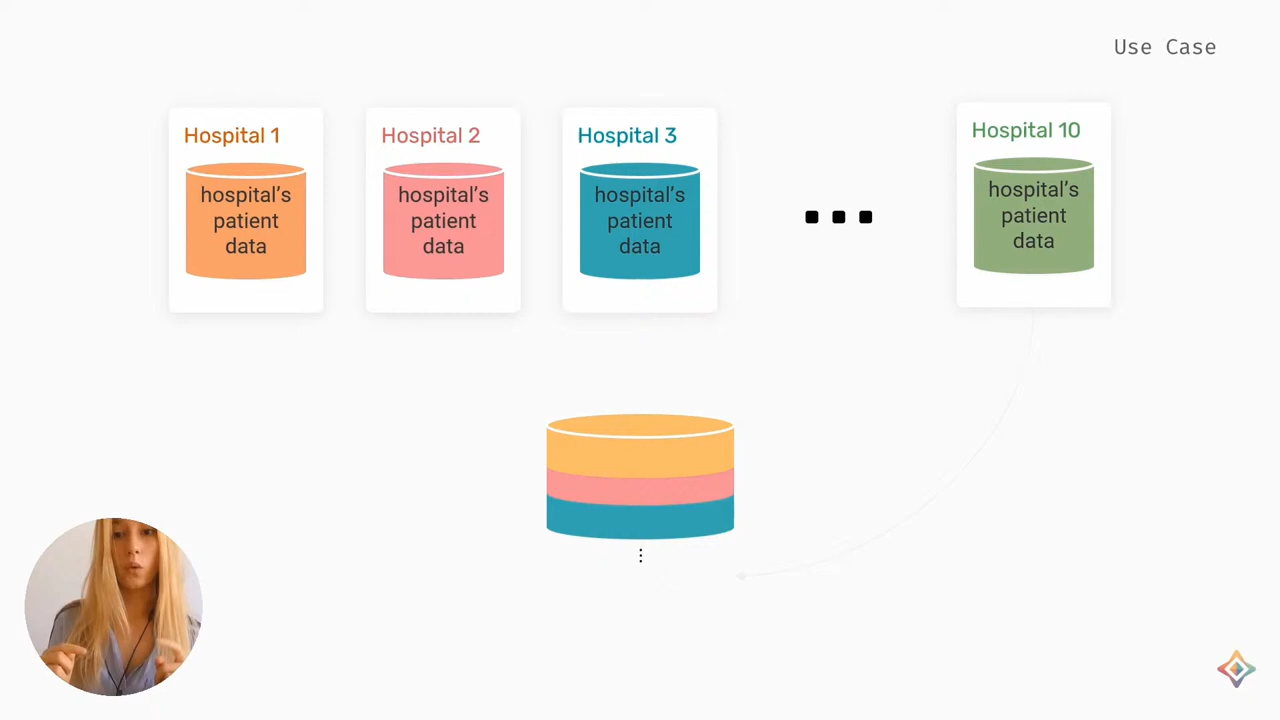 Use Case
Hospital 1
hospital’s
patient
data
Hospital 2
hospital’s
patient
data
Hospital 3
hospital’s
patient
data
Hospital 10
hospital’s
patient
data